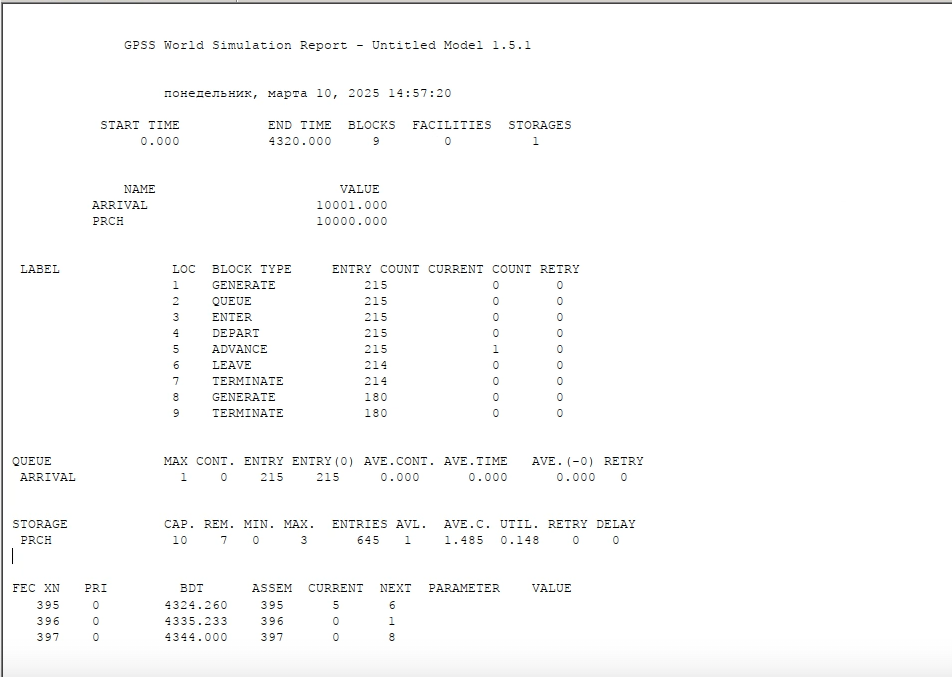 GPSS World Simulation Report - Untitled Model 1.5.1
понедельник, марта 10, 2025 14:57:20
START TIME END TIME BLOCKS FACILITIES STORAGES
0.000 4320.000 9 0 1
NAME VALUE
ARRIVAL 10001.000
PRCH 10000.000
LABEL LOC BLOCK TYPE ENTRY COUNT CURRENT COUNT RETRY
1 GENERATE 215 0 0
2 QUEUE 215 0 0
3 ENTER 215 0 0
4 DEPART 215 0 0
5 ADVANCE 215 1 0
6 LEAVE 214 0 0
7 TERMINATE 214 0 0
8 GENERATE 180 0 0
9 TERMINATE 180 0 0
QUEUE MAX CONT. ENTRY ENTRY(0) AVE.CONT. AVE.TIME AVE.(-0) RETRY
ARRIVAL 1 0 215 215 0.000 0.000 0.000 0
STORAGE CAP. REM. MIN. MAX. ENTRIES AVL. AVE.C. UTIL. RETRY DELAY
PRCH 10 7 0 3 645 1 1.485 0.148 0 0
FEC XN PRI BDT ASSEM CURRENT NEXT PARAMETER VALUE
395 0 4324.260 395 5 6
396 0 4335.233 396 0 1
397 0 4344.000 397 0 8